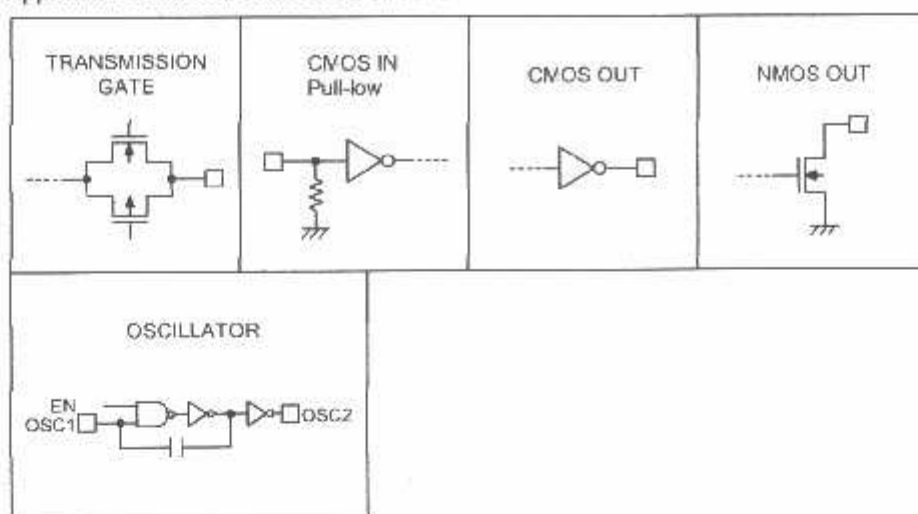 TRANSMISSION
GATE
CMOS IN
Pull-low
CMOS OUT
NMOS OUT
OSCILLATOR
EN
OSC1
OSC2